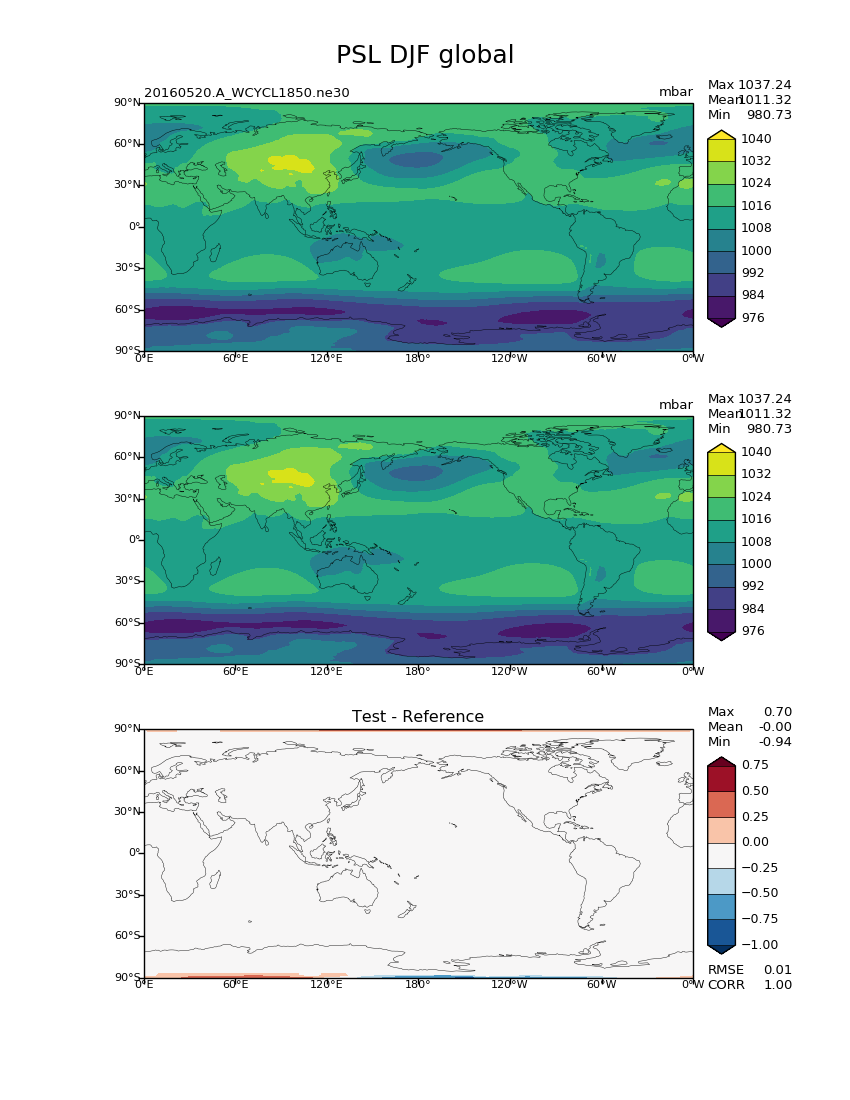 PSL DJF global
20160520.A_WCYCL1850.ne30
mbar
Max 1037.24
Mean 1011.32
Min 980.73
90°N
60°N
30°N
0°
30°S
60°S
90°S
0°E 60°E 120°E 180° 120°W 60°W 0°W
1040
1032
1024
1016
1008
1000
992
984
976
mbar
Max 1037.24
Mean 1011.32
Min 980.73
90°N
60°N
30°N
0°
30°S
60°S
90°S
0°E 60°E 120°E 180° 120°W 60°W 0°W
1040
1032
1024
1016
1008
1000
992
984
976
Test - Reference
Max 0.70
Mean -0.00
Min -0.94
90°N
60°N
30°N
0°
30°S
60°S
90°S
0°E 60°E 120°E 180° 120°W 60°W 0°W
0.75
0.50
0.25
0.00
−0.25
−0.50
−0.75
−1.00
RMSE 0.01
CORR 1.00